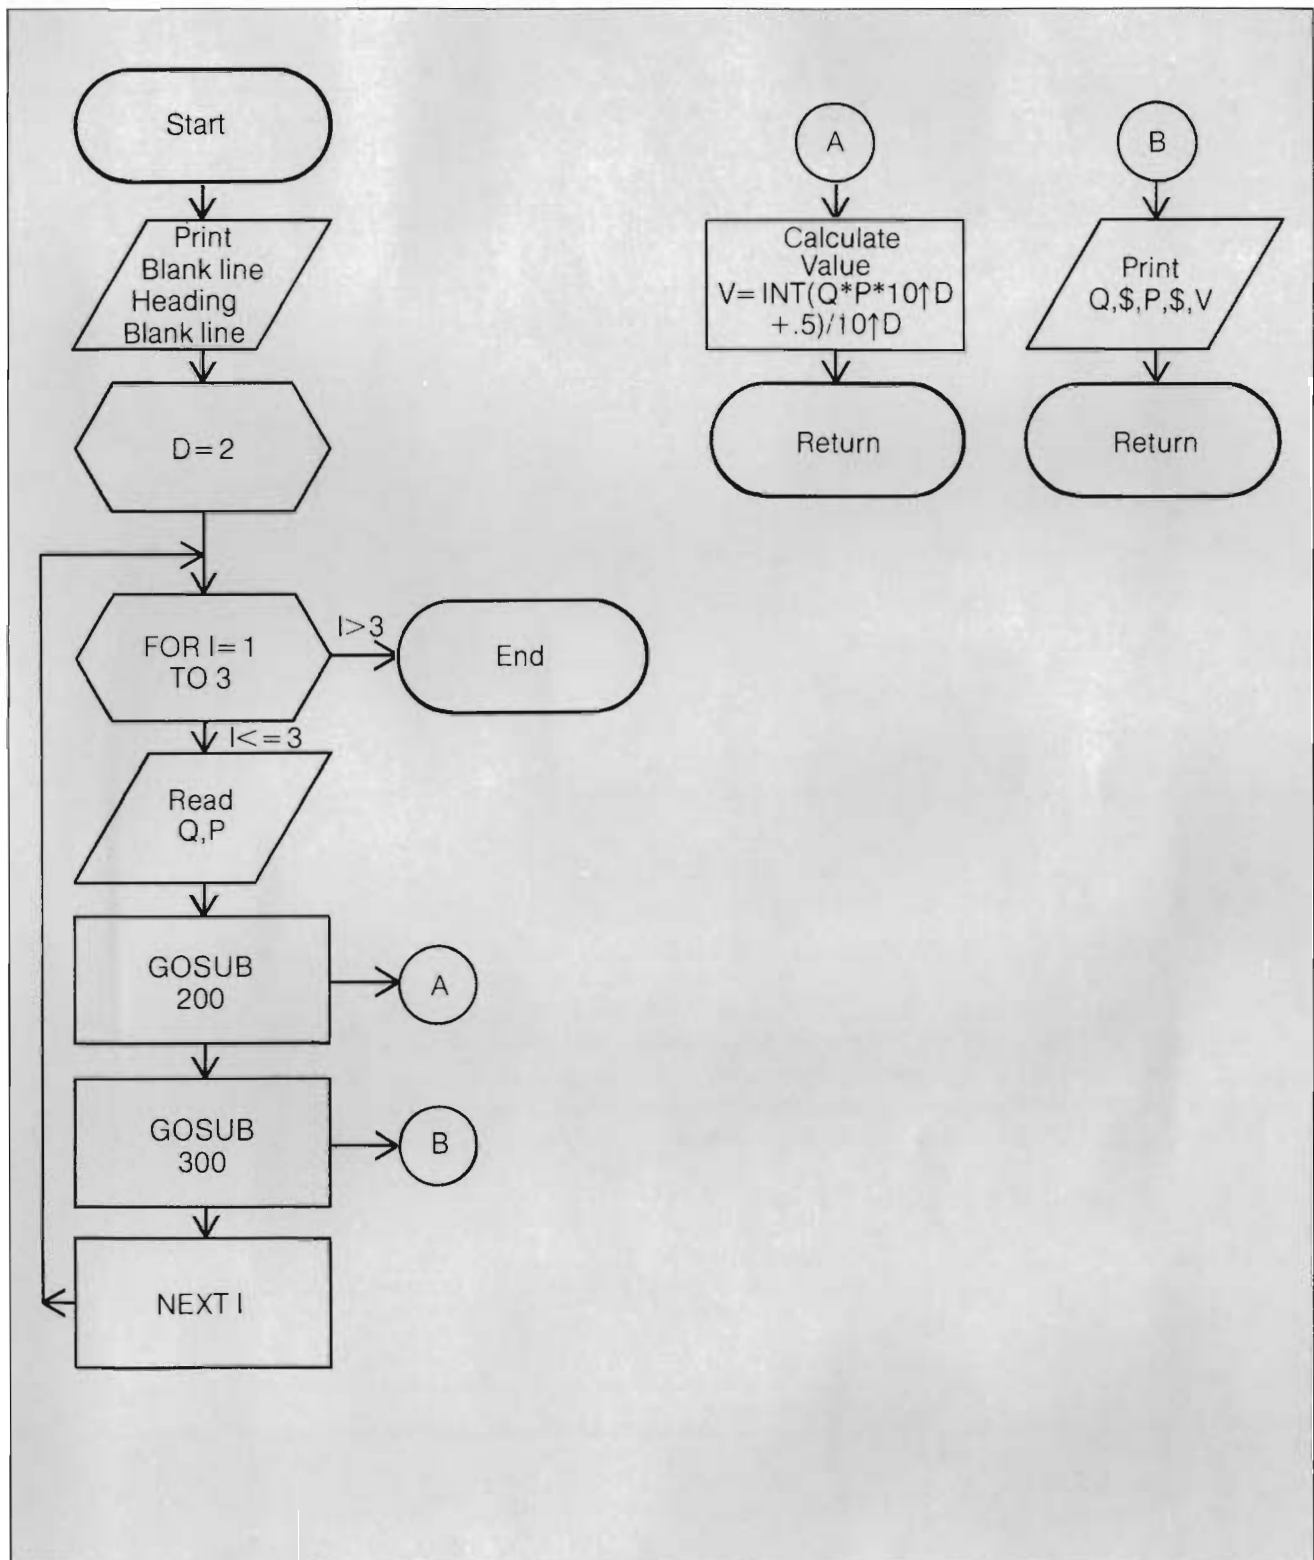 Start
Print
Blank line
Heading
Blank line
D=2
FOR I=1
TO 3
I>3
End
I<=3
Read
Q,P
GOSUB
200
A
GOSUB
300
B
NEXT I
A
Calculate
Value
V=INT(Q*P*10↑D
+.5)/10↑D
Return
B
Print
Q,$,P,$,V
Return